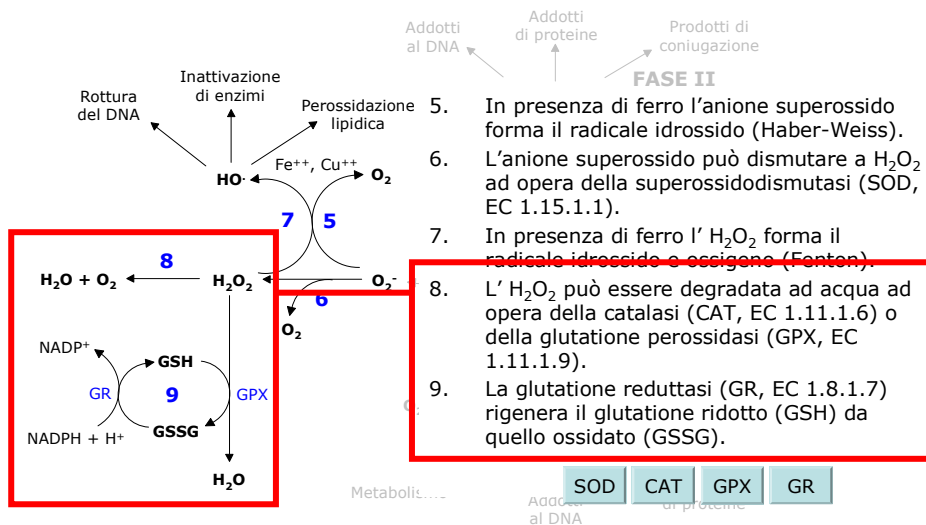 Addotti
al DNA
Addotti
di proteine
Prodotti di
coniugazione
FASE II
Rottura
del DNA
Inattivazione
di enzimi
Perossidazione
lipidica
HO·
Fe⁺⁺, Cu⁺⁺
O₂
7
5
H₂O + O₂
8
H₂O₂
O₂⁻
6
O₂
NADP⁺
GSH
GR
9
GPX
NADPH + H⁺
GSSG
H₂O
5. In presenza di ferro l'anione superossido
forma il radicale idrossido (Haber-Weiss).
6. L'anione superossido può dismutare a H₂O₂
ad opera della superossidodismutasi (SOD,
EC 1.15.1.1).
7. In presenza di ferro l' H₂O₂ forma il
radicale idrossido e ossigeno (Fenton).
8. L' H₂O₂ può essere degradata ad acqua ad
opera della catalasi (CAT, EC 1.11.1.6) o
della glutatione perossidasi (GPX, EC
1.11.1.9).
9. La glutatione reduttasi (GR, EC 1.8.1.7)
rigenera il glutatione ridotto (GSH) da
quello ossidato (GSSG).
SOD
CAT
GPX
GR
al DNA
di proteine